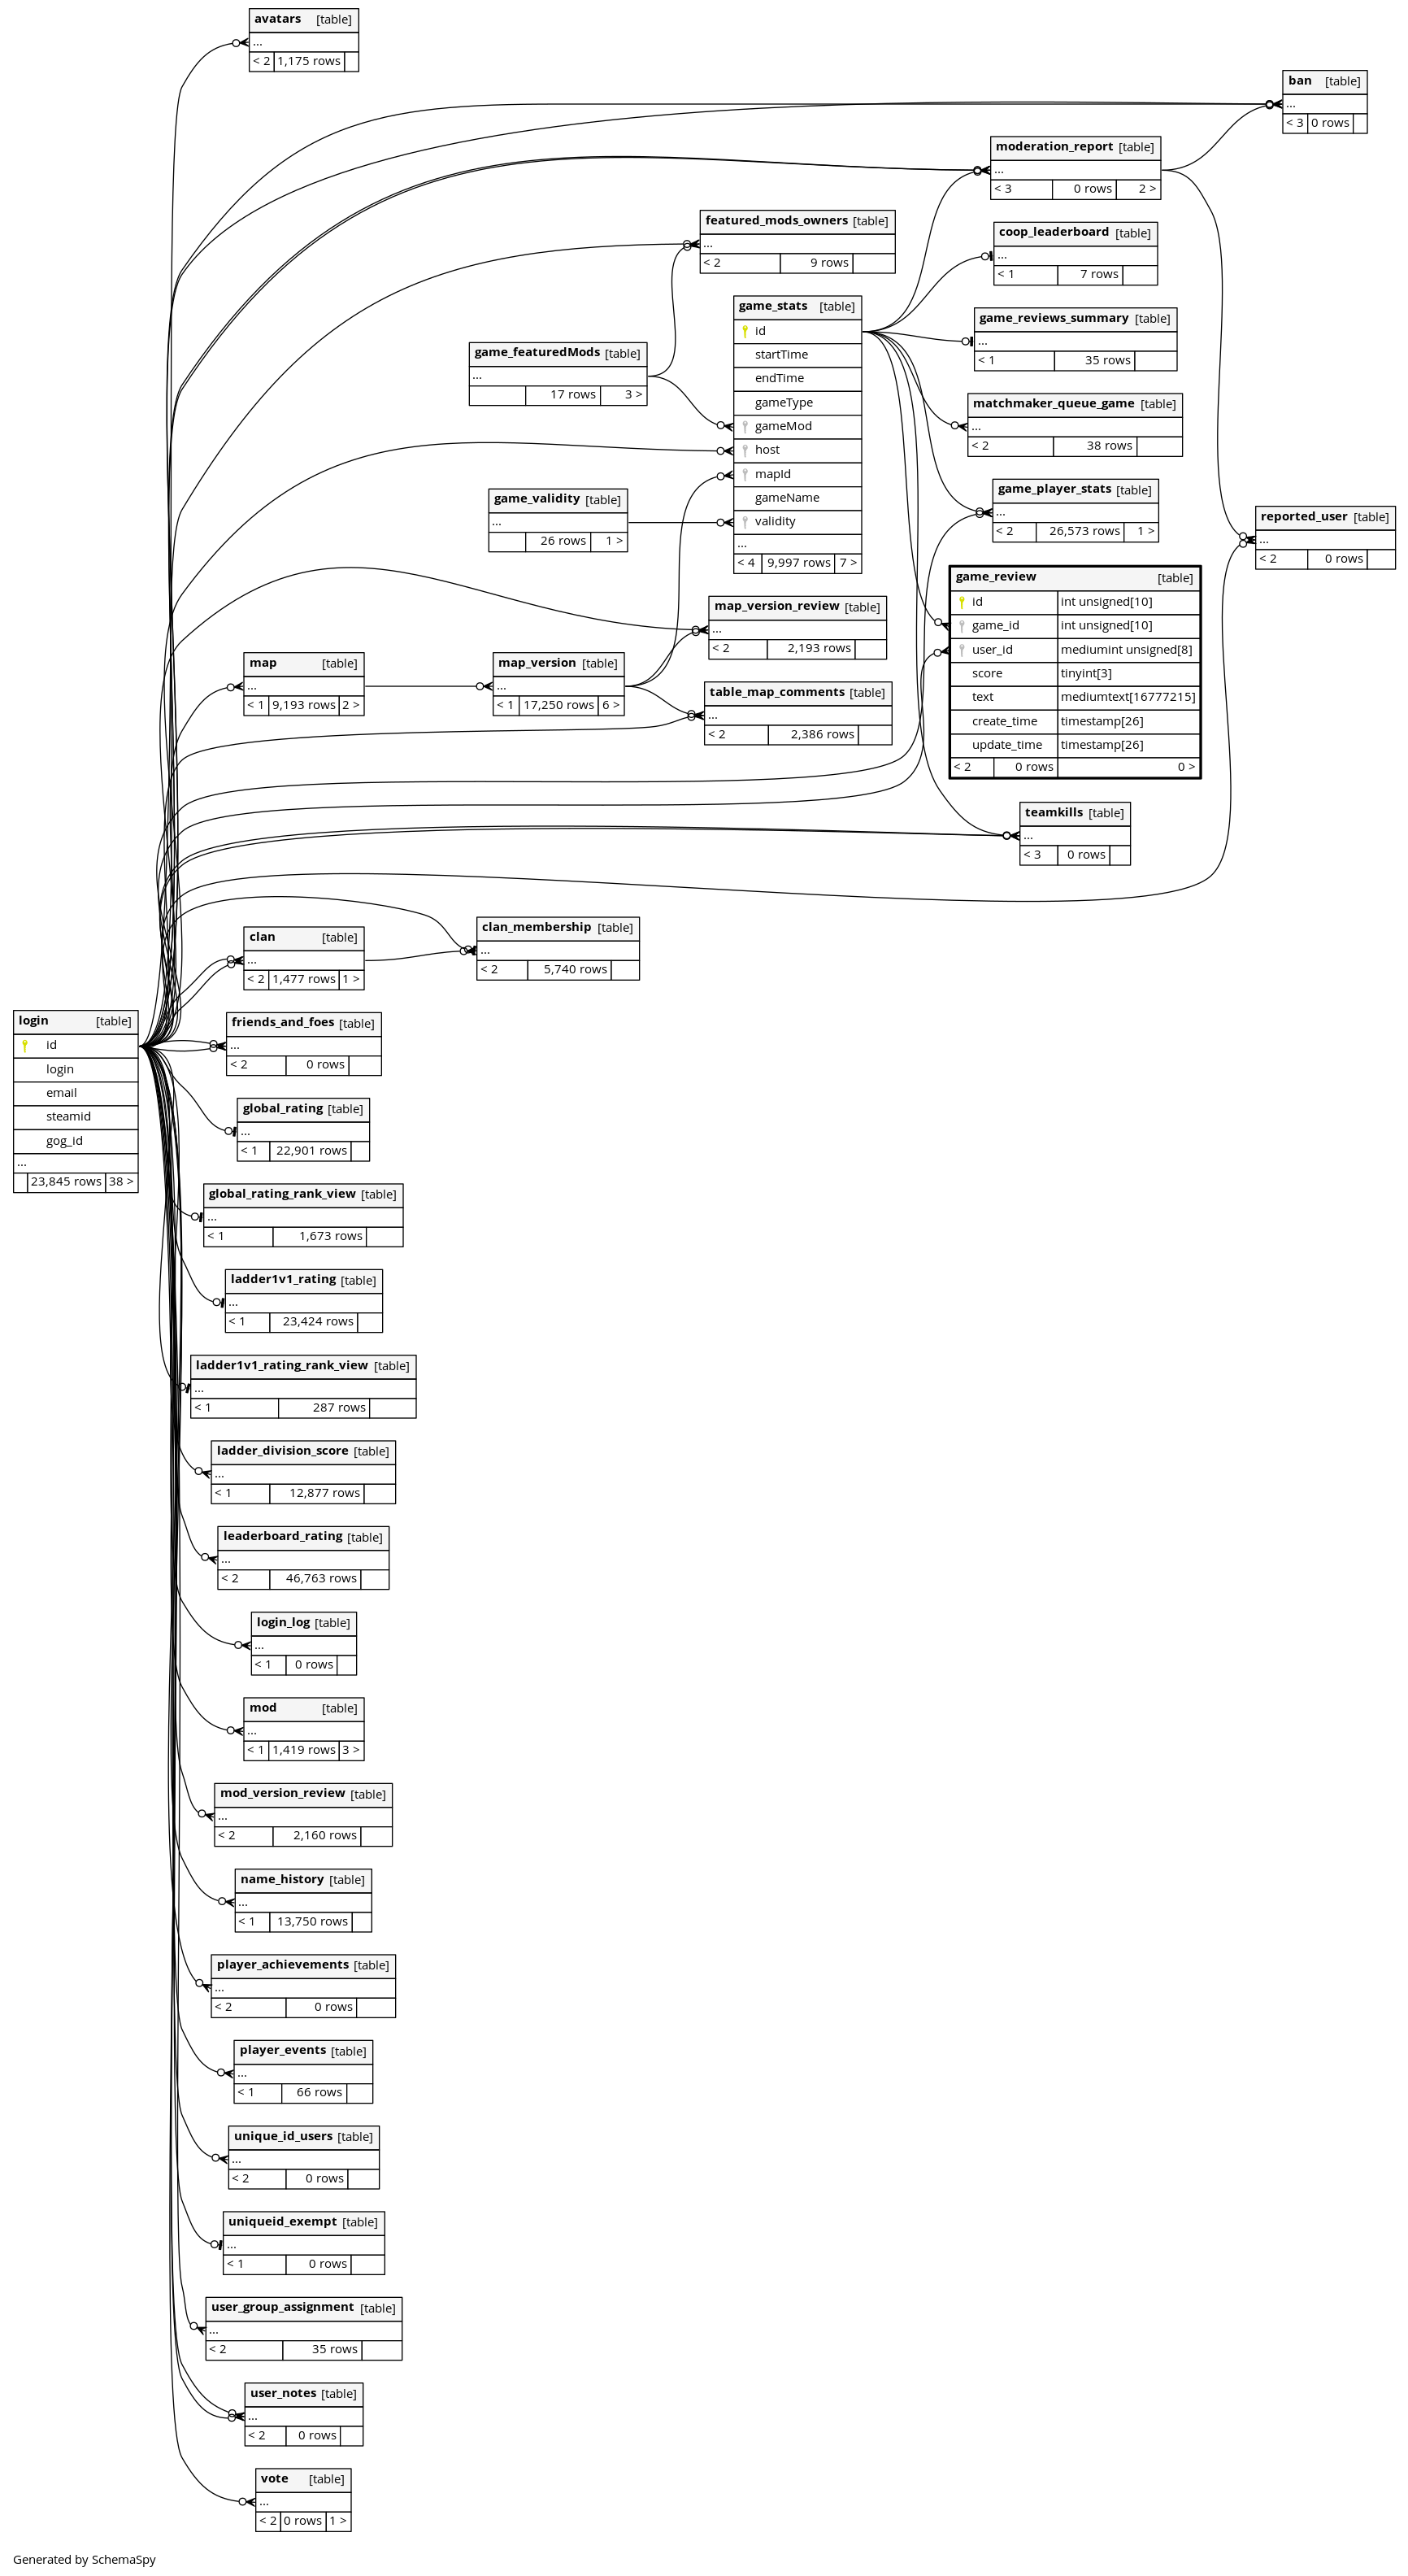 avatars [table]
...
< 2 1,175 rows
ban [table]
...
< 3 0 rows
moderation_report [table]
...
< 3 0 rows 2 >
featured_mods_owners [table]
...
< 2 9 rows
coop_leaderboard [table]
...
< 1 7 rows
game_stats [table]
id
startTime
endTime
gameType
gameMod
host
mapId
gameName
validity
...
< 4 9,997 rows 7 >
game_reviews_summary [table]
...
< 1 35 rows
game_featuredMods [table]
...
17 rows 3 >
matchmaker_queue_game [table]
...
< 2 38 rows
game_player_stats [table]
...
< 2 26,573 rows 1 >
game_validity [table]
...
26 rows 1 >
reported_user [table]
...
< 2 0 rows
game_review [table]
id int unsigned[10]
game_id int unsigned[10]
user_id mediumint unsigned[8]
score tinyint[3]
text mediumtext[16777215]
create_time timestamp[26]
update_time timestamp[26]
< 2 0 rows 0 >
map_version_review [table]
...
< 2 2,193 rows
map [table]
...
< 1 9,193 rows 2 >
map_version [table]
...
< 1 17,250 rows 6 >
table_map_comments [table]
...
< 2 2,386 rows
teamkills [table]
...
< 3 0 rows
clan_membership [table]
...
< 2 5,740 rows
clan [table]
...
< 2 1,477 rows 1 >
login [table]
id
login
email
steamid
gog_id
...
23,845 rows 38 >
friends_and_foes [table]
...
< 2 0 rows
global_rating [table]
...
< 1 22,901 rows
global_rating_rank_view [table]
...
< 1 1,673 rows
ladder1v1_rating [table]
...
< 1 23,424 rows
ladder1v1_rating_rank_view [table]
...
< 1 287 rows
ladder_division_score [table]
...
< 1 12,877 rows
leaderboard_rating [table]
...
< 2 46,763 rows
login_log [table]
...
< 1 0 rows
mod [table]
...
< 1 1,419 rows 3 >
mod_version_review [table]
...
< 2 2,160 rows
name_history [table]
...
< 1 13,750 rows
player_achievements [table]
...
< 2 0 rows
player_events [table]
...
< 1 66 rows
unique_id_users [table]
...
< 2 0 rows
uniqueid_exempt [table]
...
< 1 0 rows
user_group_assignment [table]
...
< 2 35 rows
user_notes [table]
...
< 2 0 rows
vote [table]
...
< 2 0 rows 1 >
Generated by SchemaSpy